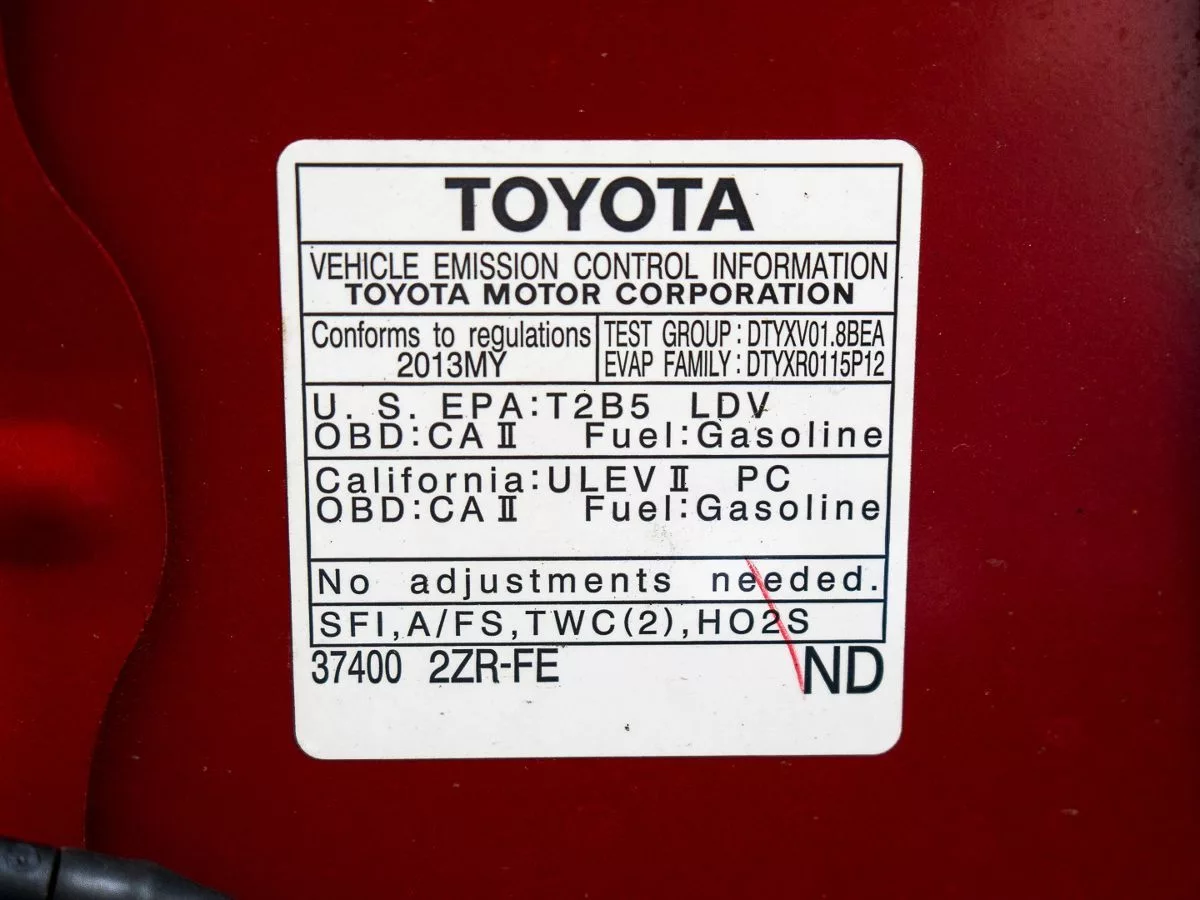 TOYOTA
VEHICLE EMISSION CONTROL INFORMATION
TOYOTA MOTOR CORPORATION
Conforms to regulations
2013MY
TEST GROUP : DTYXV01.8BEA
EVAP FAMILY : DTYXR0115P12
U. S. EPA:T2B5 LDV
OBD:CA II Fuel:Gasoline
California:ULEV II PC
OBD:CA II Fuel:Gasoline
No adjustments needed.
SFI,A/FS,TWC(2),HO2S
37400 2ZR-FE ND